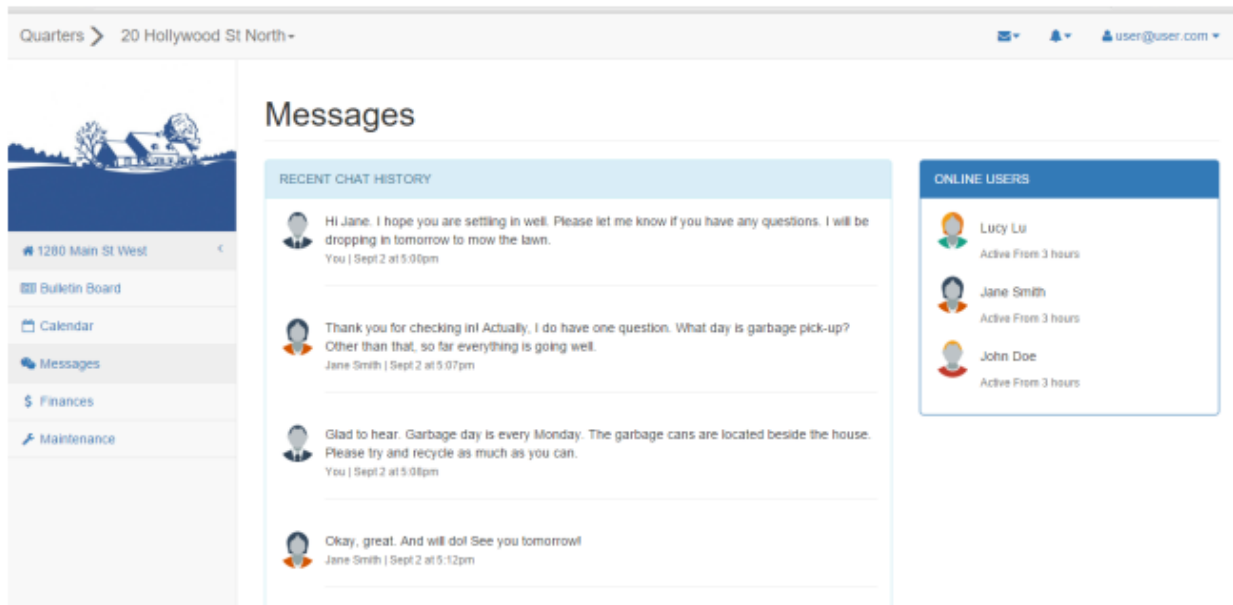 Quarters 20 Hollywood St North
user@user.com
Messages
1280 Main St West
Bulletin Board
Calendar
Messages
$ Finances
Maintenance
RECENT CHAT HISTORY
Hi Jane. I hope you are settling in well. Please let me know if you have any questions. I will be
dropping in tomorrow to mow the lawn.
You | Sept 2 at 5:00pm
Thank you for checking in! Actually, I do have one question. What day is garbage pick-up?
Other than that, so far everything is going well.
Jane Smith | Sept 2 at 5:07pm
Glad to hear. Garbage day is every Monday. The garbage cans are located beside the house.
Please try and recycle as much as you can.
You | Sept 2 at 5:08pm
Okay, great. And will do! See you tomorrow!
Jane Smith | Sept 2 at 5:12pm
ONLINE USERS
Lucy Lu
Active From 3 hours
Jane Smith
Active From 3 hours
John Doe
Active From 3 hours